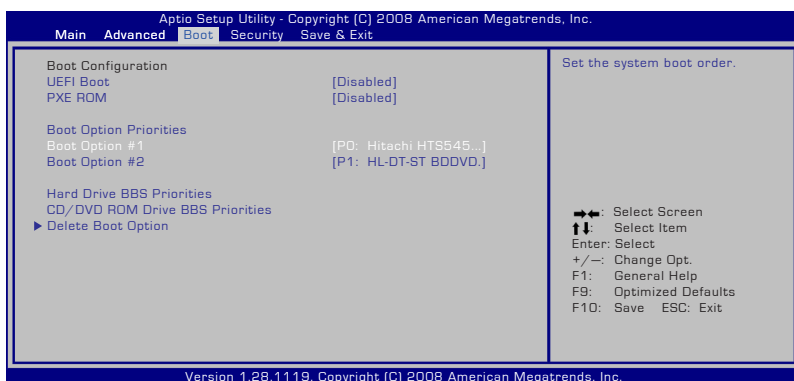 Aptio Setup Utility - Copyright (C) 2008 American Megatrends, Inc.
Main Advanced Boot Security Save & Exit
Boot Configuration
UEFI Boot [Disabled]
PXE ROM [Disabled]
Boot Option Priorities
Boot Option #1 [P0: Hitachi HTS545...]
Boot Option #2 [P1: HL-DT-ST BDDVD.]
Hard Drive BBS Priorities
CD/DVD ROM Drive BBS Priorities
Delete Boot Option
Set the system boot order.
: Select Screen
: Select Item
Enter: Select
+/—: Change Opt.
F1: General Help
F9: Optimized Defaults
F10: Save ESC: Exit
Version 1.28.1119. Copyright (C) 2008 American Megatrends, Inc.